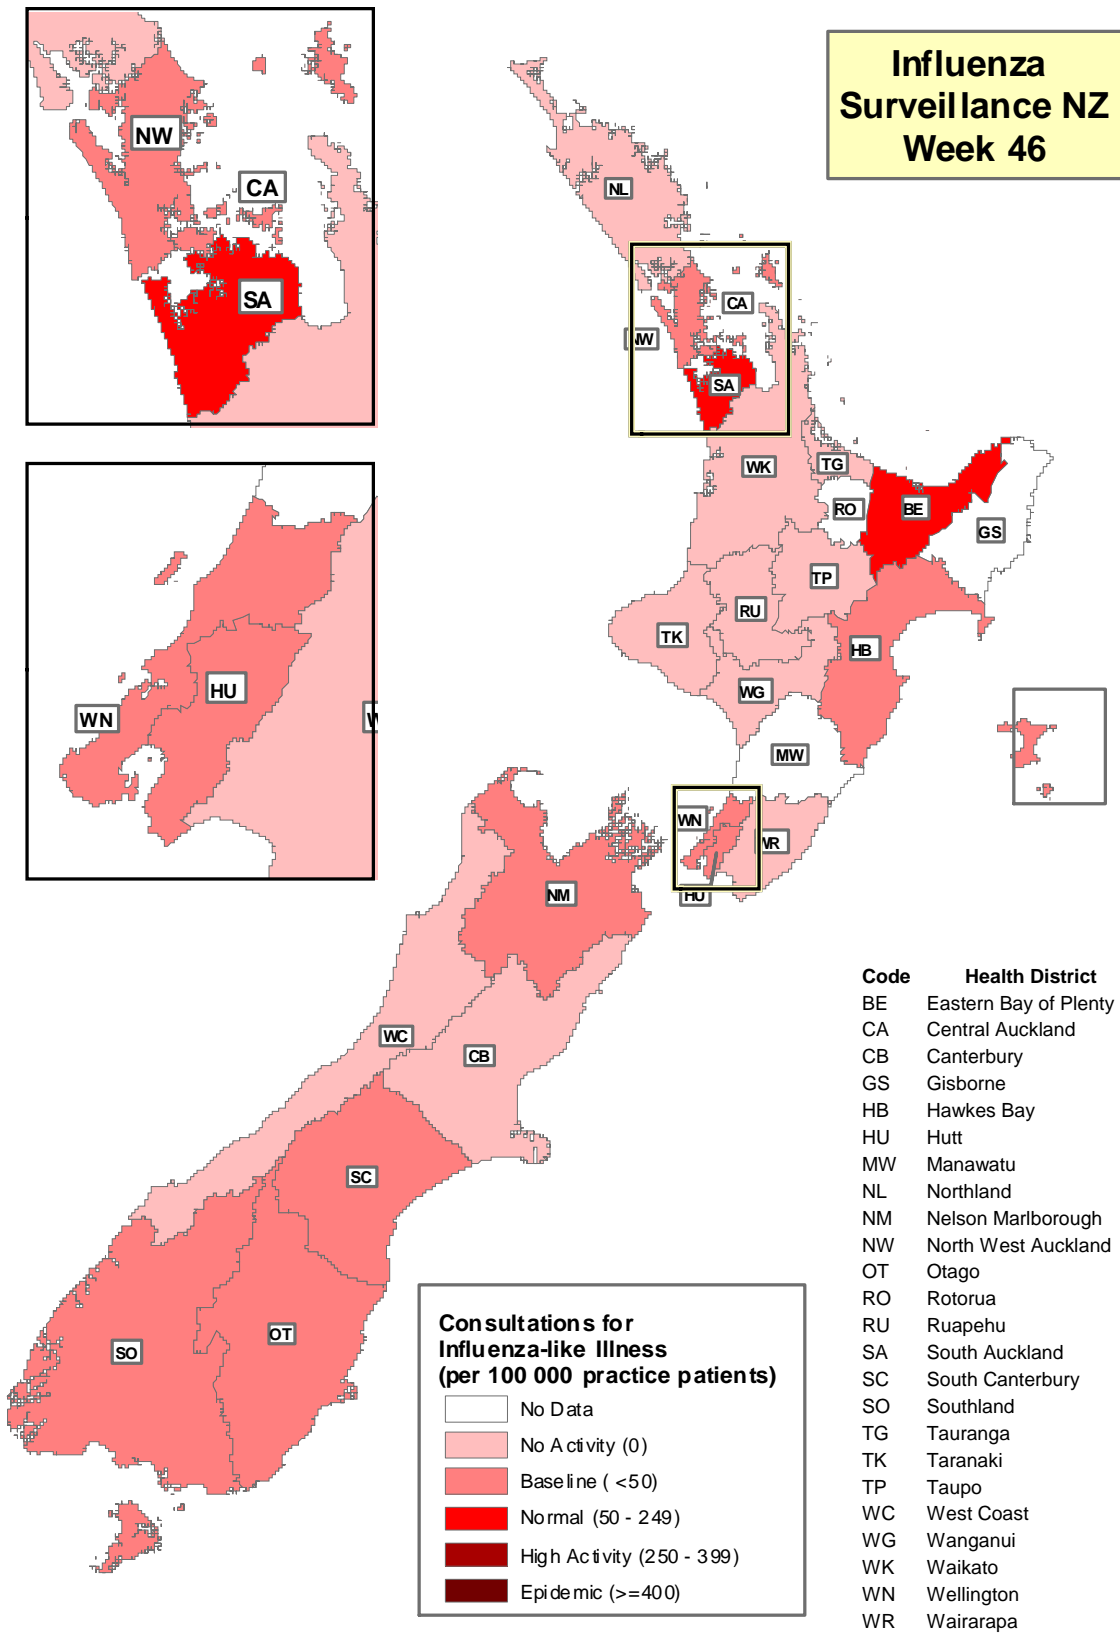 Influenza
Surveillance NZ
Week 46
NW
CA
SA
HU
WN
W
NL
CA
NW
SA
WK
TG
RO
BE
GS
TP
RU
TK
HB
WG
MW
WN
WR
HU
NM
WC
CB
SC
OT
SO
Consultations for
Influenza-like Illness
(per 100 000 practice patients)
No Data
No Activity (0)
Baseline ( <50)
Normal (50 - 249)
High Activity (250 - 399)
Epidemic (>=400)
Code Health District
BE Eastern Bay of Plenty
CA Central Auckland
CB Canterbury
GS Gisborne
HB Hawkes Bay
HU Hutt
MW Manawatu
NL Northland
NM Nelson Marlborough
NW North West Auckland
OT Otago
RO Rotorua
RU Ruapehu
SA South Auckland
SC South Canterbury
SO Southland
TG Tauranga
TK Taranaki
TP Taupo
WC West Coast
WG Wanganui
WK Waikato
WN Wellington
WR Wairarapa